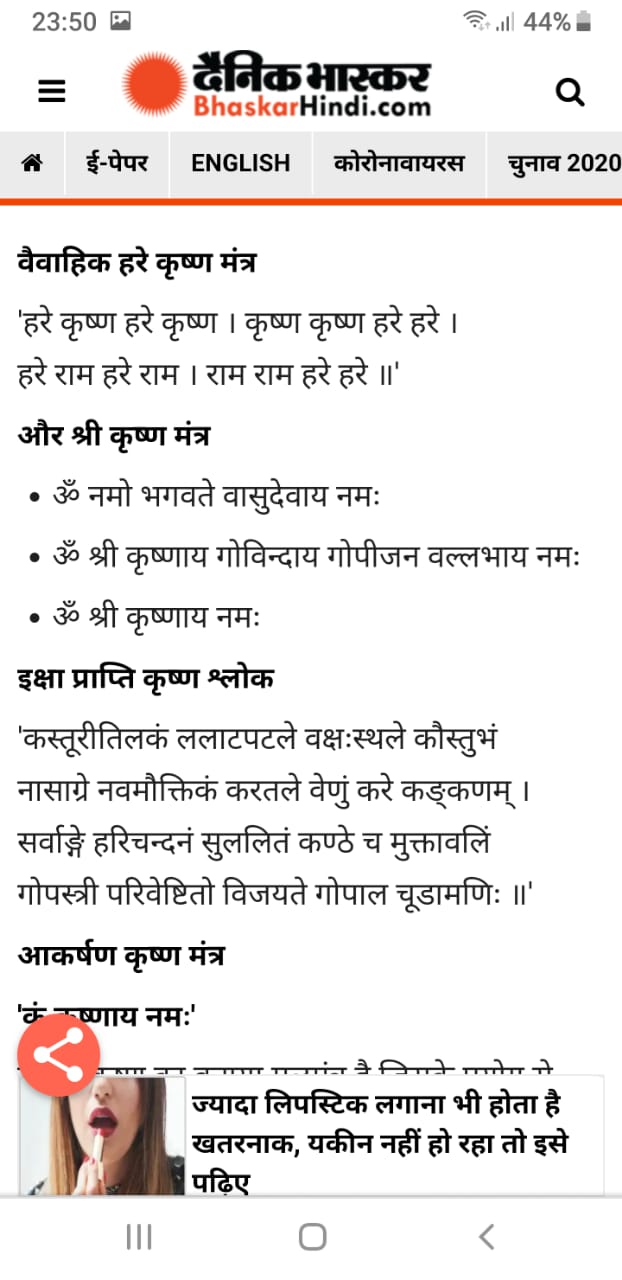 23:50 44%
दैनिक भास्कर
BhaskarHindi.com
ई-पेपर ENGLISH कोरोनावायरस चुनाव 2020
वैवाहिक हरे कृष्ण मंत्र
'हरे कृष्ण हरे कृष्ण । कृष्ण कृष्ण हरे हरे ।
हरे राम हरे राम । राम राम हरे हरे ॥'
और श्री कृष्ण मंत्र
• ॐ नमो भगवते वासुदेवाय नमः
• ॐ श्री कृष्णाय गोविन्दाय गोपीजन वल्लभाय नमः
• ॐ श्री कृष्णाय नमः
इक्षा प्राप्ति कृष्ण श्लोक
'कस्तूरीतिलकं ललाटपटले वक्षःस्थले कौस्तुभं
नासाग्रे नवमौक्तिकं करतले वेणुं करे कङ्कणम् ।
सर्वाङ्गे हरिचन्दनं सुललितं कण्ठे च मुक्तावलिं
गोपस्त्री परिवेष्टितो विजयते गोपाल चूडामणिः ॥'
आकर्षण कृष्ण मंत्र
'कं कृष्णाय नमः'
ज्यादा लिपस्टिक लगाना भी होता है
खतरनाक, यकीन नहीं हो रहा तो इसे
पढ़िए